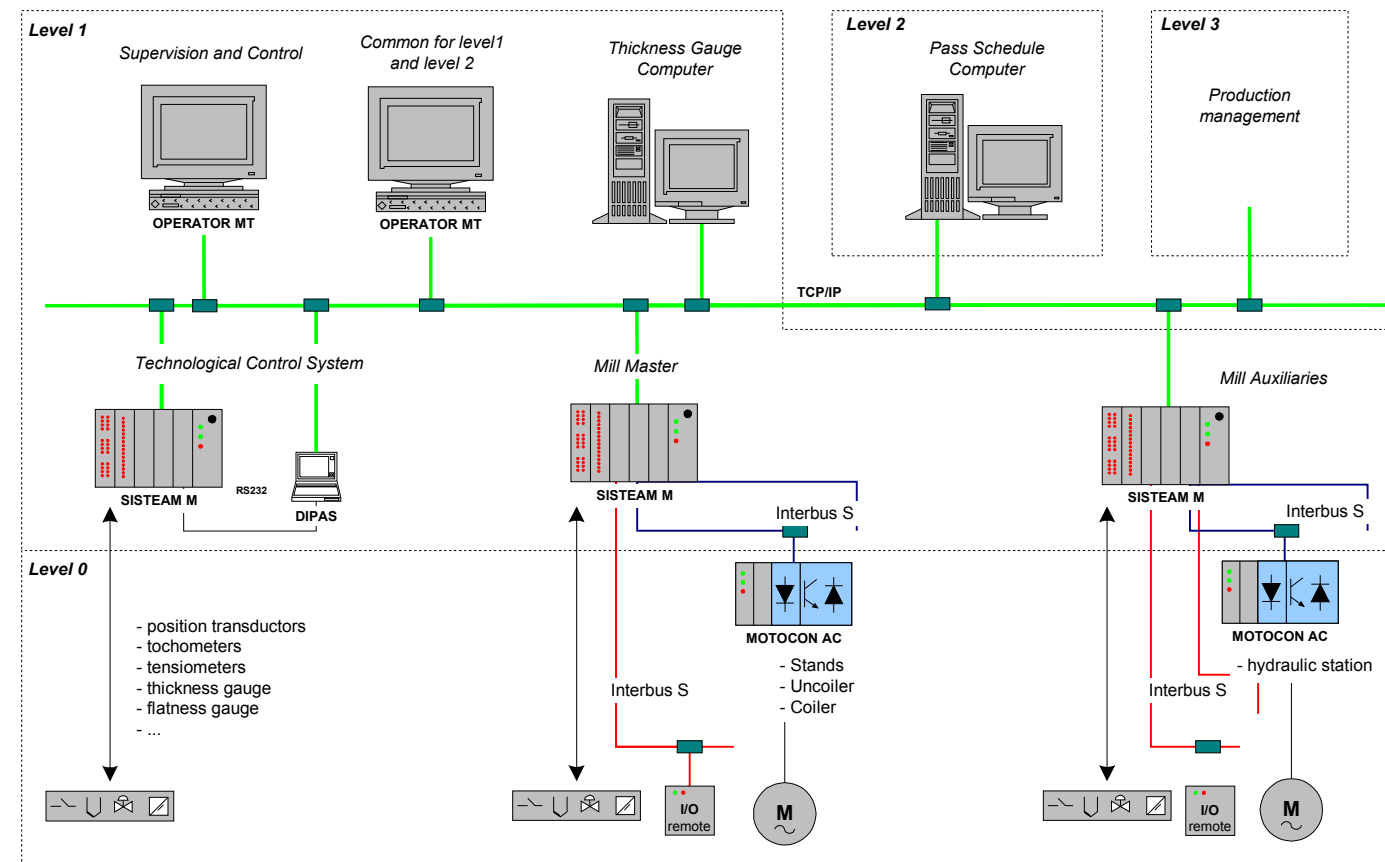 Level 1
Level 2
Level 3
Supervision and Control
Common for level1
and level 2
Thickness Gauge
Computer
Pass Schedule
Computer
Production
management
OPERATOR MT
OPERATOR MT
TCP/IP
Technological Control System
Mill Master
Mill Auxiliaries
SISTEAM M
RS232
DIPAS
SISTEAM M
Interbus S
SISTEAM M
Interbus S
Level 0
- position transductors
- tochometers
- tensiometers
- thickness gauge
- flatness gauge
- ...
MOTOCON AC
- Stands
- Uncoiler
- Coiler
Interbus S
MOTOCON AC
- hydraulic station
Interbus S
I/O
remote
M
I/O
remote
M